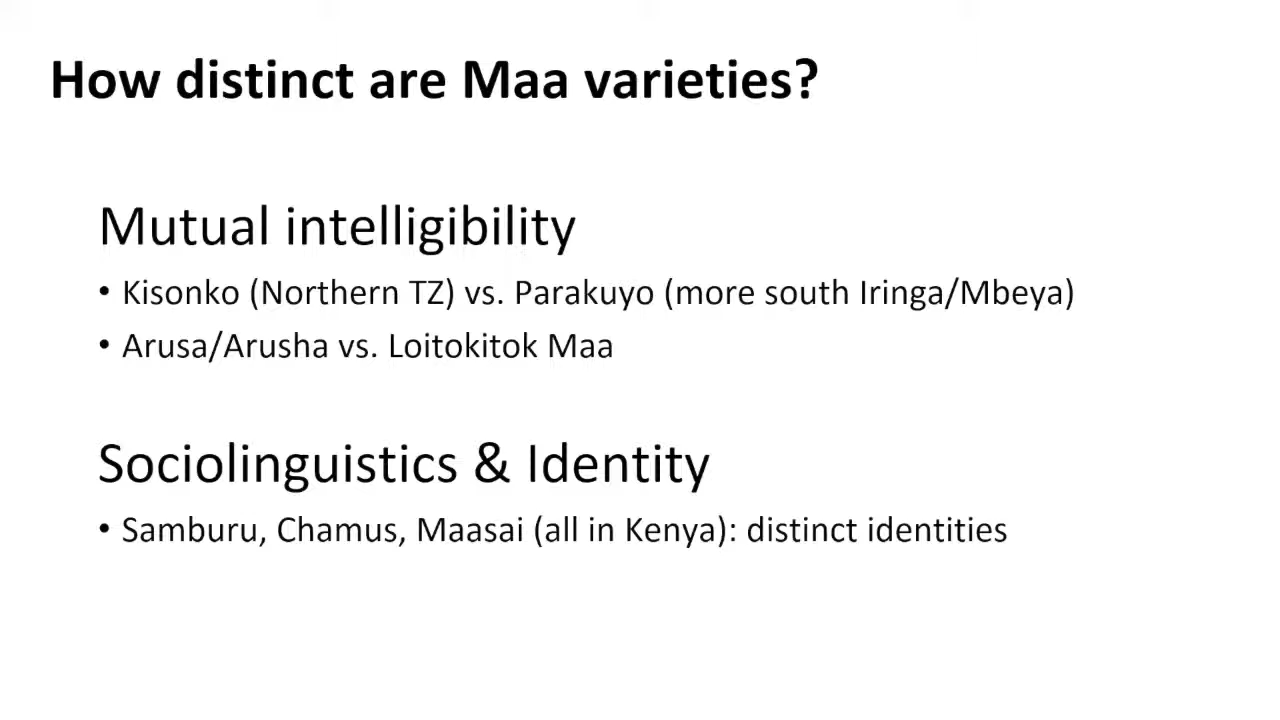 How distinct are Maa varieties?
Mutual intelligibility
• Kisonko (Northern TZ) vs. Parakuyo (more south Iringa/Mbeya)
• Arusa/Arusha vs. Loitokitok Maa
Sociolinguistics & Identity
• Samburu, Chamus, Maasai (all in Kenya): distinct identities